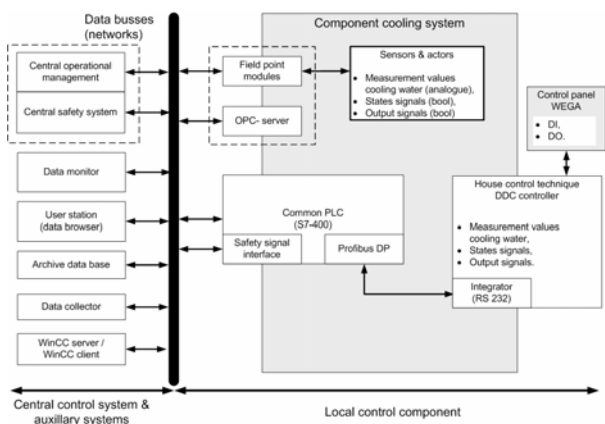 Data busses
(networks)
Component cooling system
Central operational
management
Central safety system
Field point
modules
OPC- server
Sensors & actors
• Measurement values
cooling water (analogue),
• States signals (bool),
• Output signals (bool)
Control panel
WEGA
• DI,
• DO.
Data monitor
User station
(data browser)
Archive data base
Data collector
WinCC server /
WinCC client
Common PLC
(S7-400)
Safety signal
interface
Profibus DP
House control technique
DDC controller
• Measurement values
cooling water,
• States signals,
• Output signals.
Integrator
(RS 232)
Central control system &
auxillary systems
Local control component